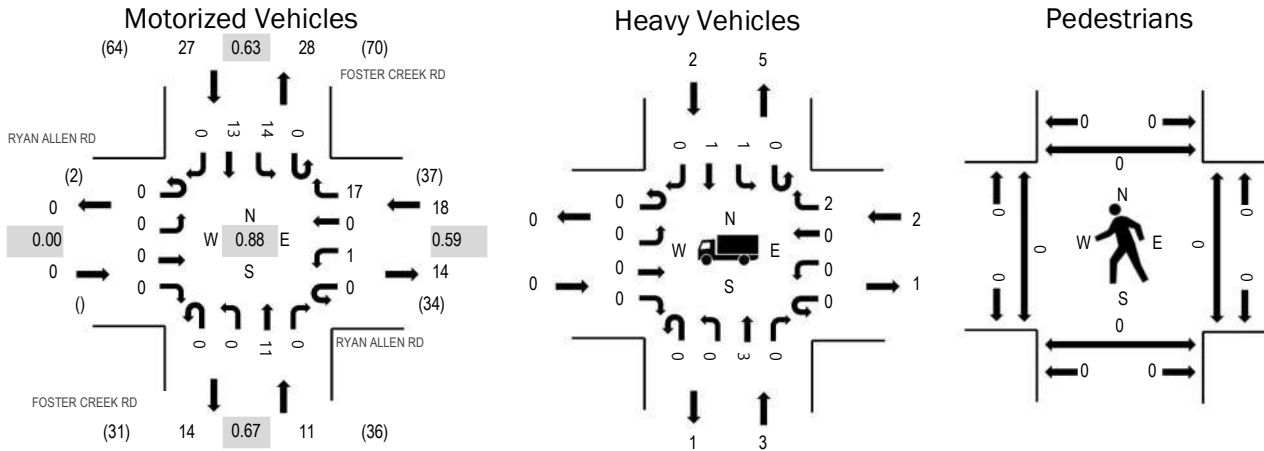 Motorized Vehicles
(64) 27 0.63 28 (70)
FOSTER CREEK RD
RYAN ALLEN RD
0 13 14 0
(2) 0 17 (37)
0 0 0 18
0.00 N
W 0.88 E 0.59
S
0 0 1 14
() 0 0 (34)
0 0 11 0
RYAN ALLEN RD
FOSTER CREEK RD
(31) 14 0.67 11 (36)
Heavy Vehicles
2 5
0 1 1 0
0 2
0 0 0 2
N
W E
S
0 0 0 1
0 0
0 0 3 0
1 3
Pedestrians
0 0
0
0 N 0
W E
0 0
0 S 0
0
0 0